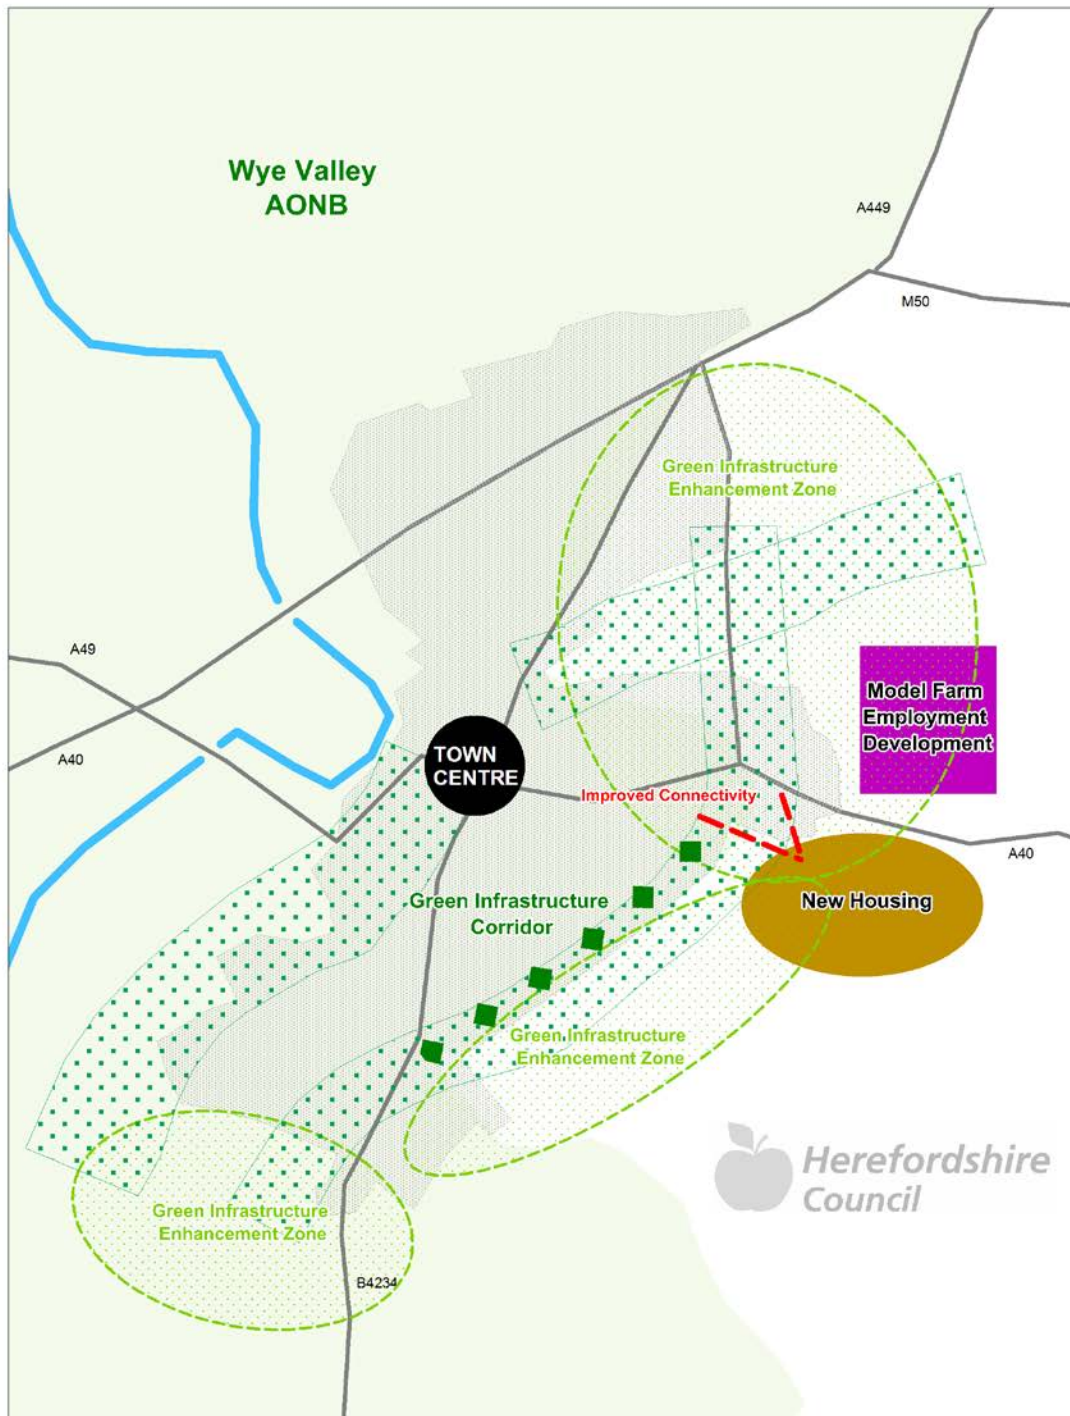 Wye Valley
AONB
A449
M50
Green Infrastructure
Enhancement Zone
A49
A40
Model Farm
Employment
Development
TOWN
CENTRE
Improved Connectivity
A40
New Housing
Green Infrastructure
Corridor
Green Infrastructure
Enhancement Zone
Herefordshire
Council
Green Infrastructure
Enhancement Zone
B4234